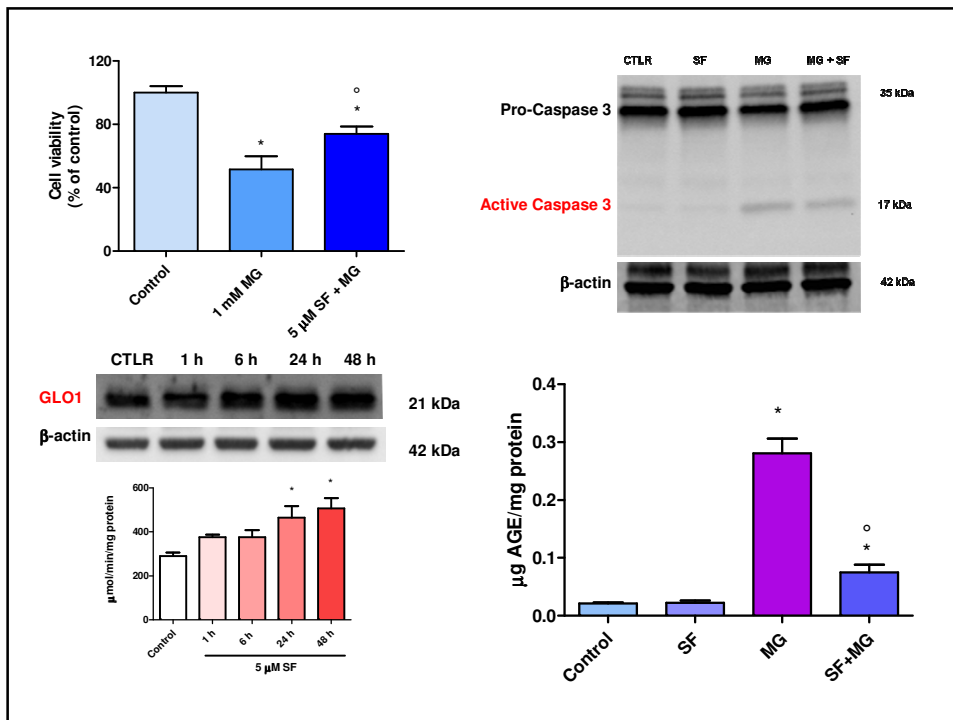 120
80
40
0
Cell viability
(% of control)
*
°
*
Control
1 mM MG
5 µM SF + MG
CTLR SF MG MG + SF
Pro-Caspase 3
35 kDa
Active Caspase 3
17 kDa
β-actin
42 kDa
CTLR 1 h 6 h 24 h 48 h
GLO1
21 kDa
β-actin
42 kDa
600
400
200
0
µmol/min/mg protein
*
*
Control
1 h
6 h
24 h
48 h
5 µM SF
0.4
0.3
0.2
0.1
0.0
µg AGE/mg protein
*
°
*
Control
SF
MG
SF+MG